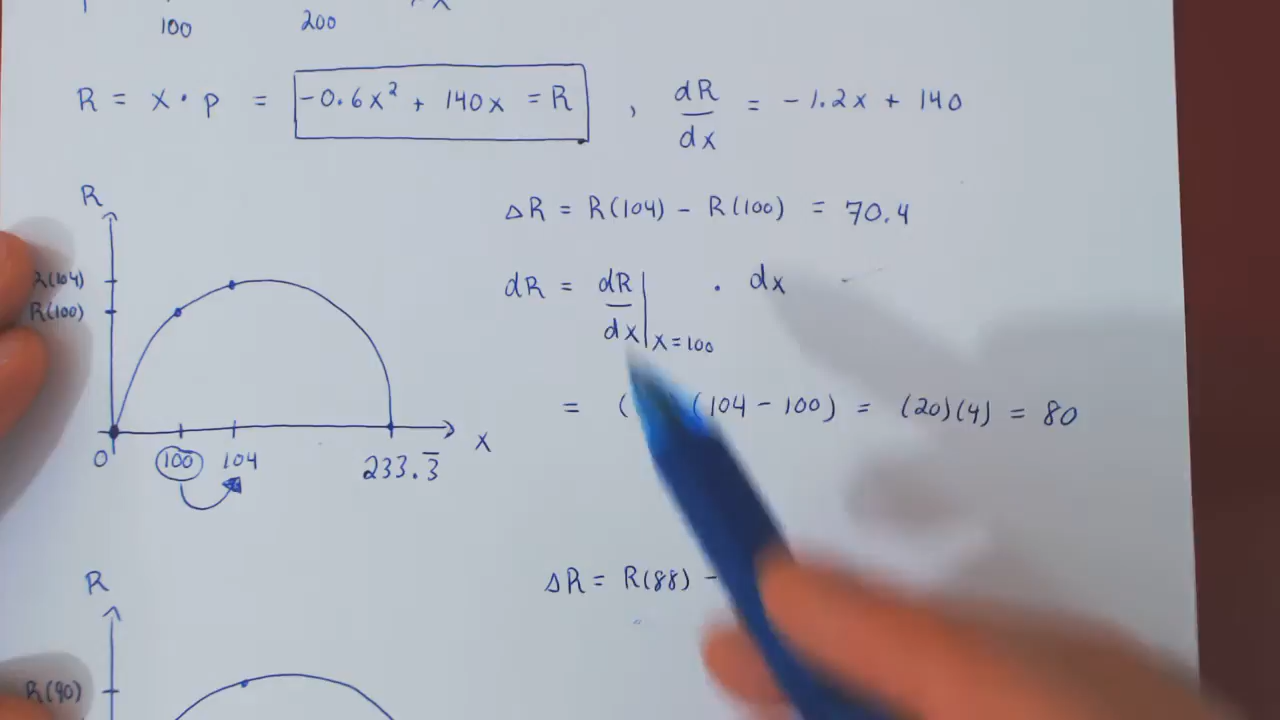 100 200
R = x · p = -0.6x² + 140x = R , dR/dx = -1.2x + 140
R
ΔR = R(104) - R(100) = 70.4
R(104)
dR = dR/dx|x=100 · dx
R(100)
= ( (104 - 100) = (20)(4) = 80
x
0 100 104 233.3̅
R
ΔR = R(88) -
R(90)